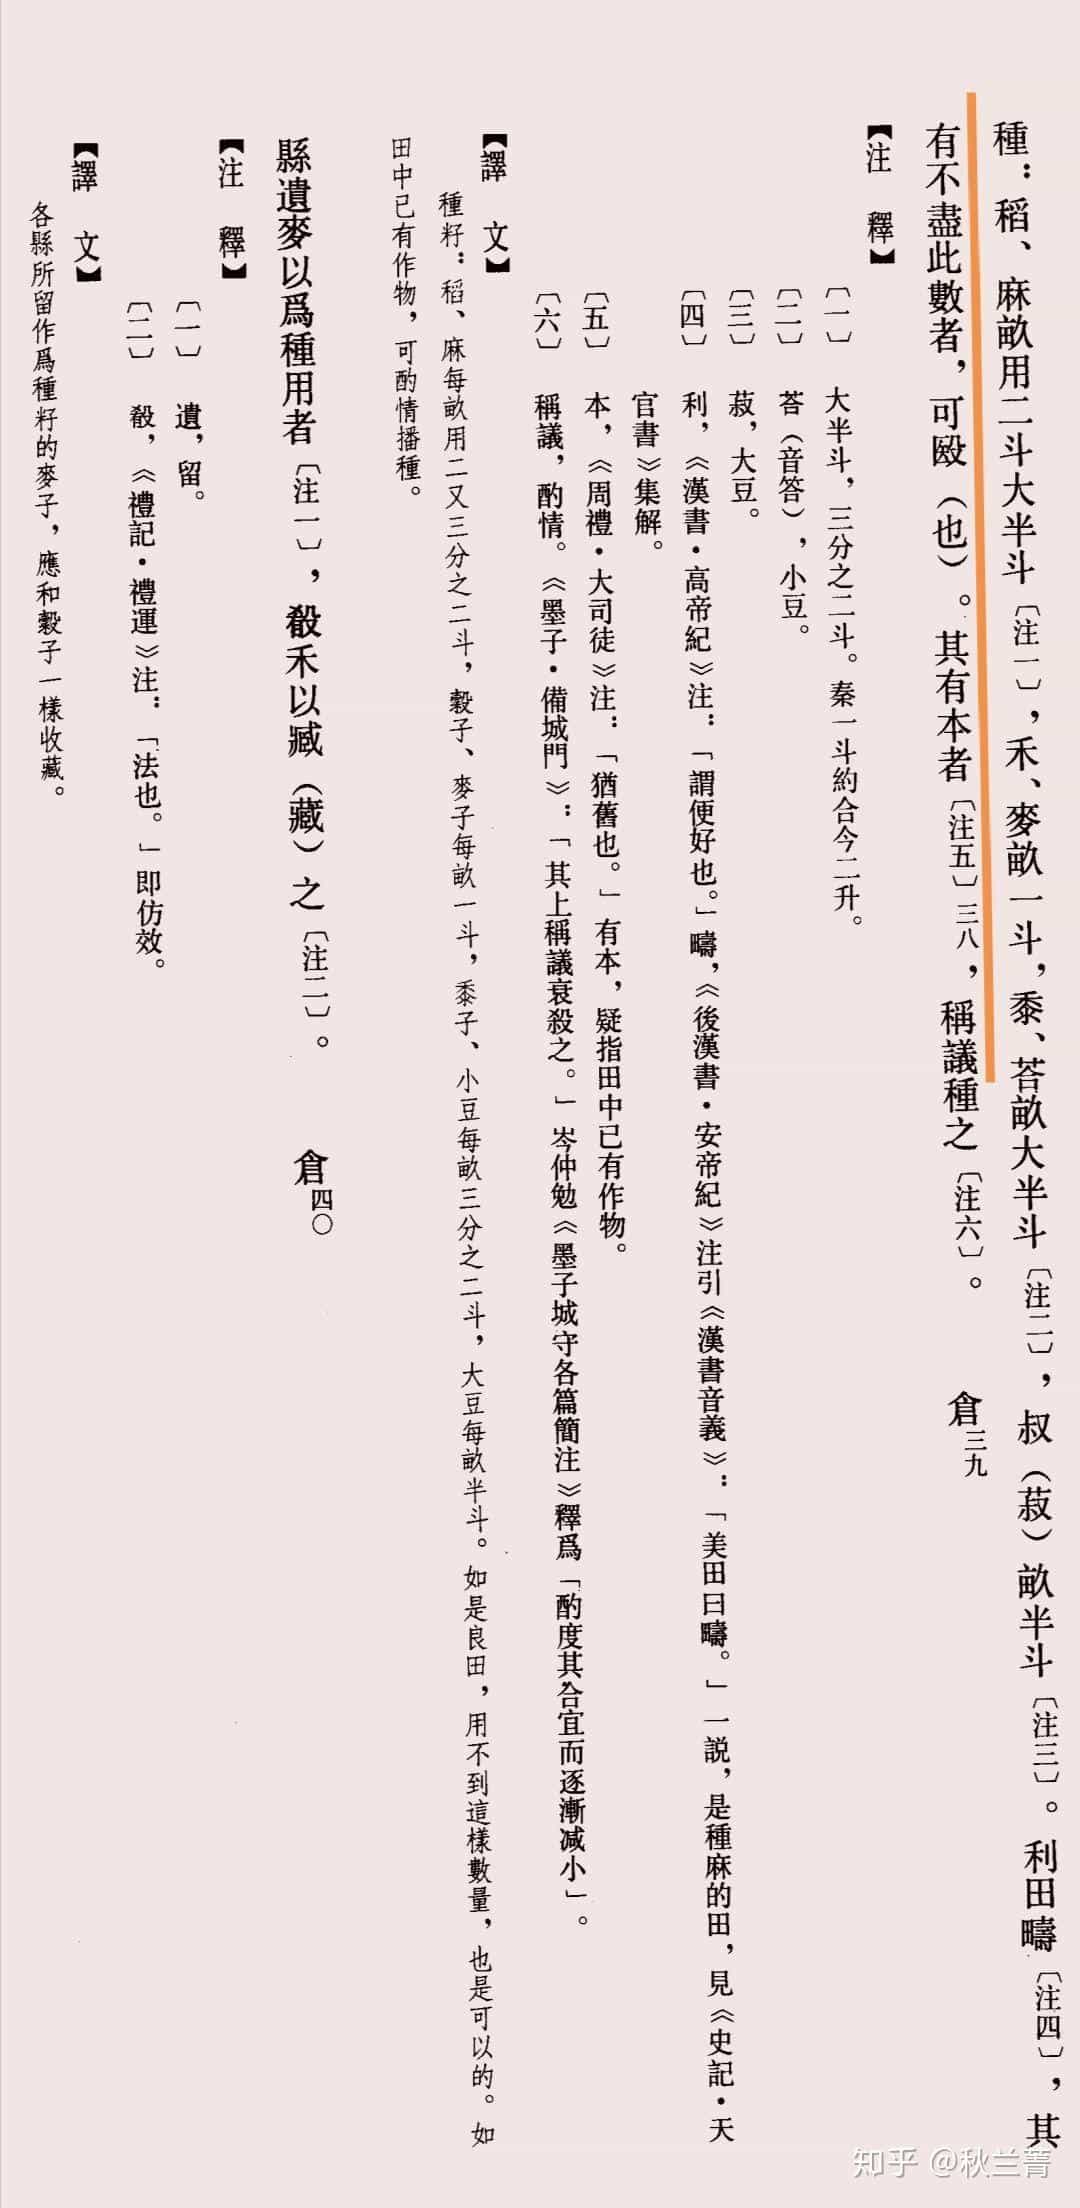 種：稻、麻畝用二斗大半斗〔注一〕，禾、麥畝一斗，黍、荅畝大半斗〔注二〕，叔（菽）畝半斗〔注三〕。利田疇〔注四〕，其
有不盡此數者，可殹（也）。其有本者〔注五〕三八，稱議種之〔注六〕。　倉三九
【注　釋】
〔一〕　大半斗，三分之二斗。秦一斗約合今二升。
〔二〕　荅（音答），小豆。
〔三〕　菽，大豆。
〔四〕　利，《漢書·高帝紀》注：「謂便好也。」疇，《後漢書·安帝紀》注引《漢書音義》：「美田曰疇。」一説，是種麻的田，見《史記·天
官書》集解。
〔五〕　本，《周禮·大司徒》注：「猶舊也。」有本，疑指田中已有作物。
〔六〕　稱議，酌情。《墨子·備城門》：「其上稱議衰殺之。」岑仲勉《墨子城守各篇簡注》釋爲「酌度其合宜而逐漸减小」。
【譯　文】
種籽：稻、麻每畝用二又三分之二斗，穀子、麥子每畝一斗，黍子、小豆每畝三分之二斗，大豆每畝半斗。如是良田，用不到這樣數量，也是可以的。如
田中已有作物，可酌情播種。
縣遺麥以爲種用者〔注一〕，殽禾以臧（藏）之〔注二〕。　倉四〇
【注　釋】
〔一〕　遺，留。
〔二〕　殽，《禮記·禮運》注：「法也。」即仿效。
【譯　文】
各縣所留作爲種籽的麥子，應和穀子一樣收藏。
知乎 @秋兰菁